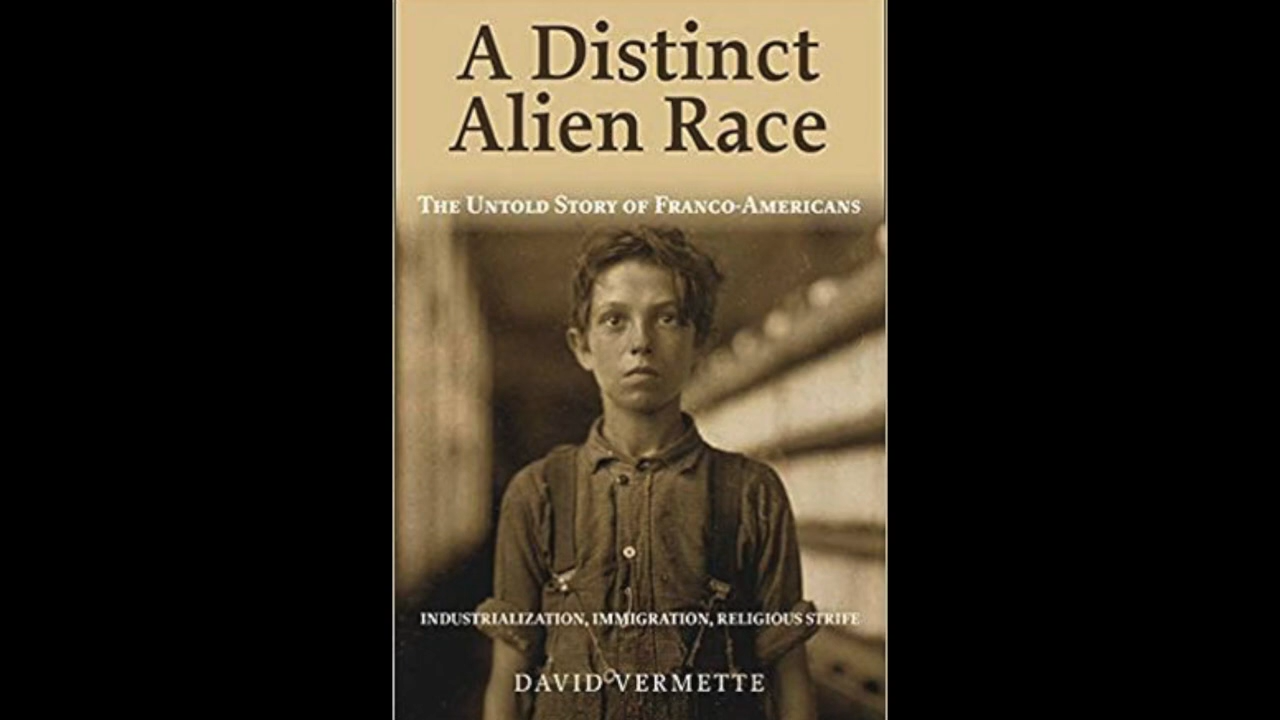 A Distinct
Alien Race
The Untold Story of Franco-Americans
INDUSTRIALIZATION, IMMIGRATION, RELIGIOUS STRIFE
DAVID VERMETTE